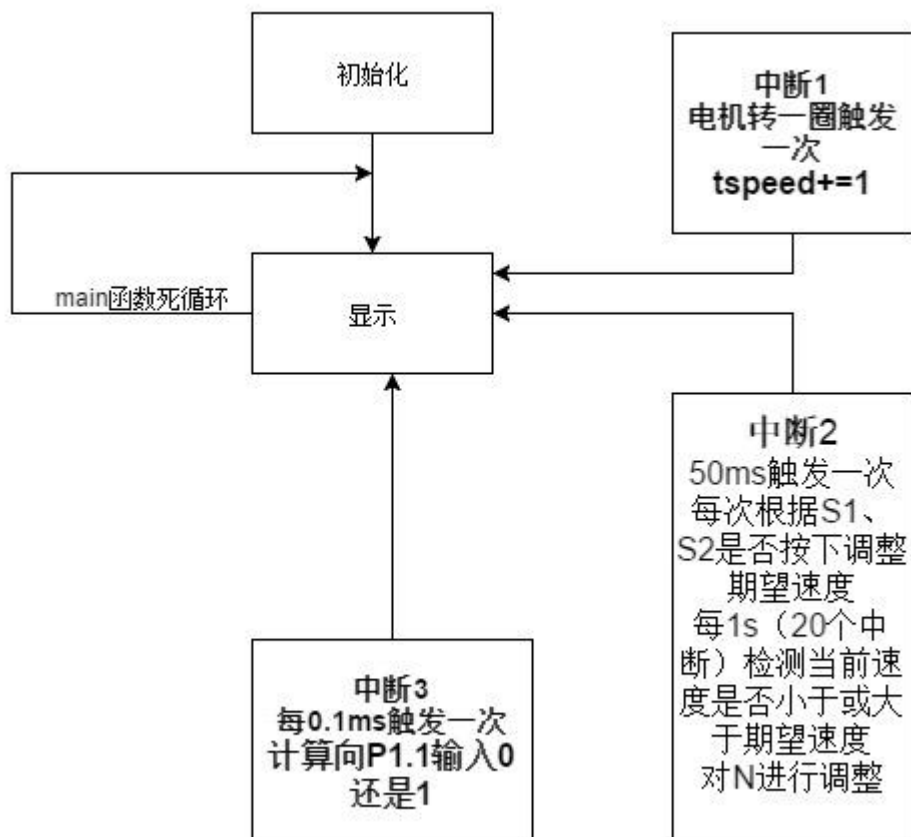 初始化
中断1
电机转一圈触发
一次
tspeed+=1
main函数死循环
显示
中断2
50ms触发一次
每次根据S1、
S2是否按下调整
期望速度
每1s（20个中
断）检测当前速
度是否小于或大
于期望速度
对N进行调整
中断3
每0.1ms触发一次
计算向P1.1输入0
还是1